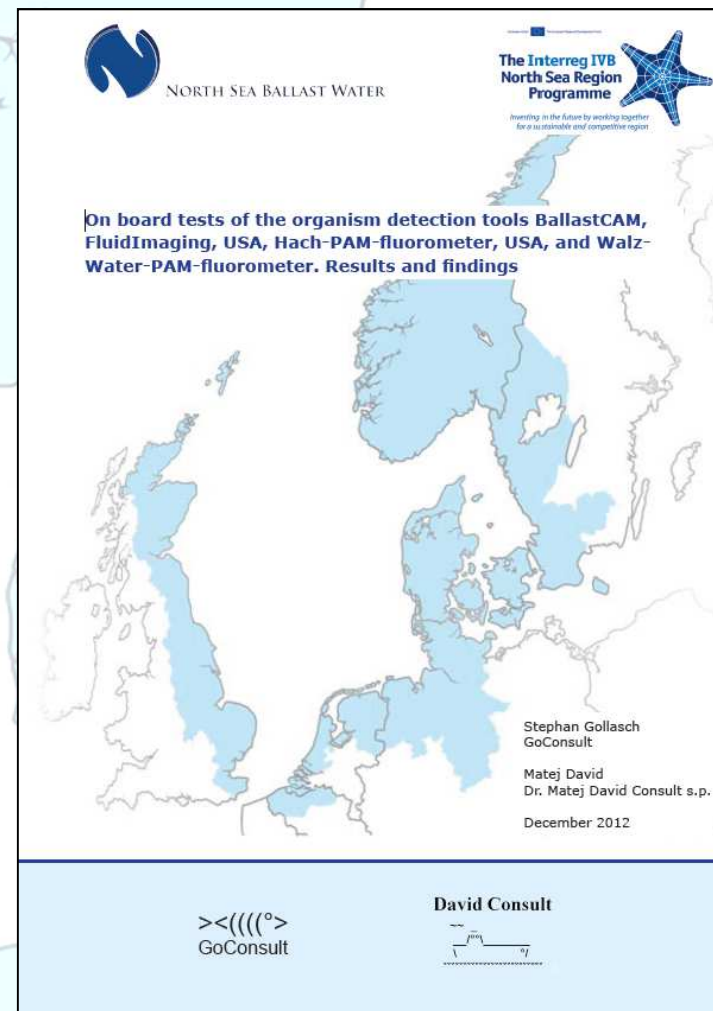 NORTH SEA BALLAST WATER
The Interreg IVB
North Sea Region
Programme
Investing in the future by working together
for a sustainable and competitive region
On board tests of the organism detection tools BallastCAM,
FluidImaging, USA, Hach-PAM-fluorometer, USA, and Walz-
Water-PAM-fluorometer. Results and findings
Stephan Gollasch
GoConsult
Matej David
Dr. Matej David Consult s.p.
December 2012
><((((°>
GoConsult
David Consult